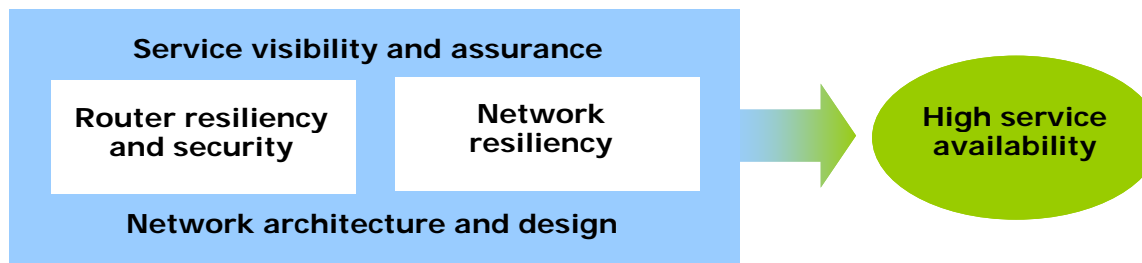 Service visibility and assurance
Router resiliency
and security
Network
resiliency
Network architecture and design
High service
availability